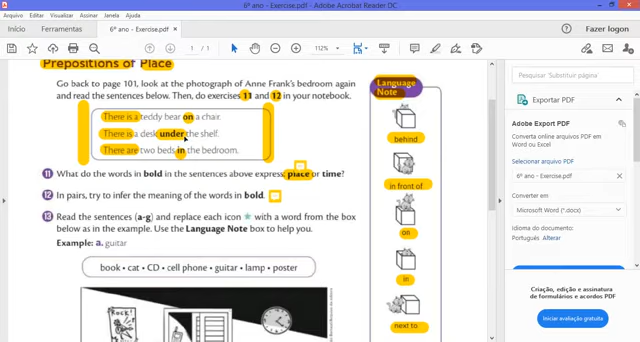 6º ano - Exercise.pdf - Adobe Acrobat Reader DC
Arquivo Editar Visualizar Assinar Janela Ajuda
Início Ferramentas 6º ano - Exercise.pdf × Fazer logon
1 / 1 112%
Prepositions of Place
Go back to page 101, look at the photograph of Anne Frank's bedroom again
and read the sentences below. Then, do exercises 11 and 12 in your notebook.
There is a teddy bear on a chair.
There is a desk under the shelf.
There are two beds in the bedroom.
11 What do the words in bold in the sentences above express, place or time?
12 In pairs, try to infer the meaning of the words in bold.
13 Read the sentences (a-g) and replace each icon ★ with a word from the box
below as in the example. Use the Language Note box to help you.
Example: a. guitar
book • cat • CD • cell phone • guitar • lamp • poster
ROCK!
Language
Note
behind
in front of
on
in
next to
Pesquisar 'Substituir página'
Exportar PDF
Adobe Export PDF
Converta online arquivos PDF em
Word ou Excel
Selecionar arquivo PDF
6º ano - Exercise.pdf ×
Converter em
Microsoft Word (*.docx)
Idioma do documento:
Português Alterar
Criação, edição e assinatura
de formulários e acordos PDF
Iniciar avaliação gratuita